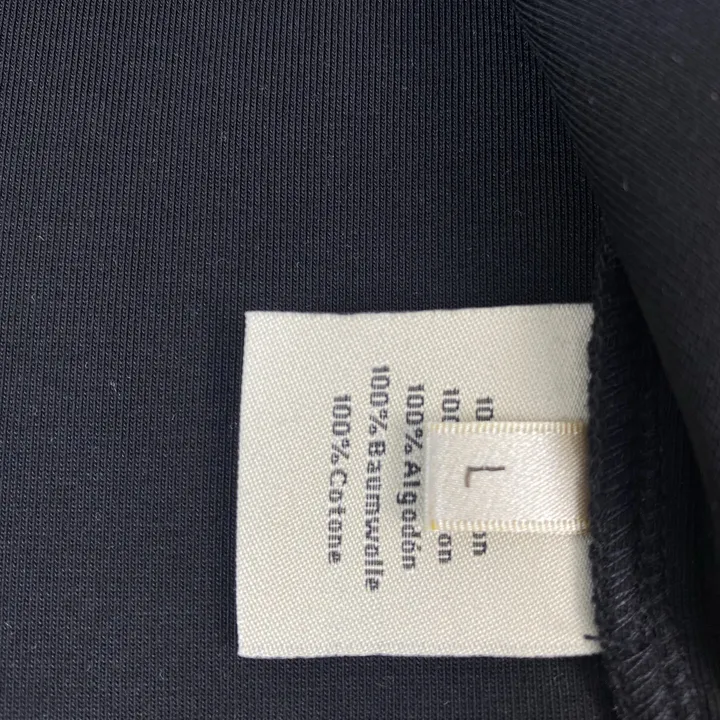 L
100% Algodón
100% Baumwolle
100% Cotone